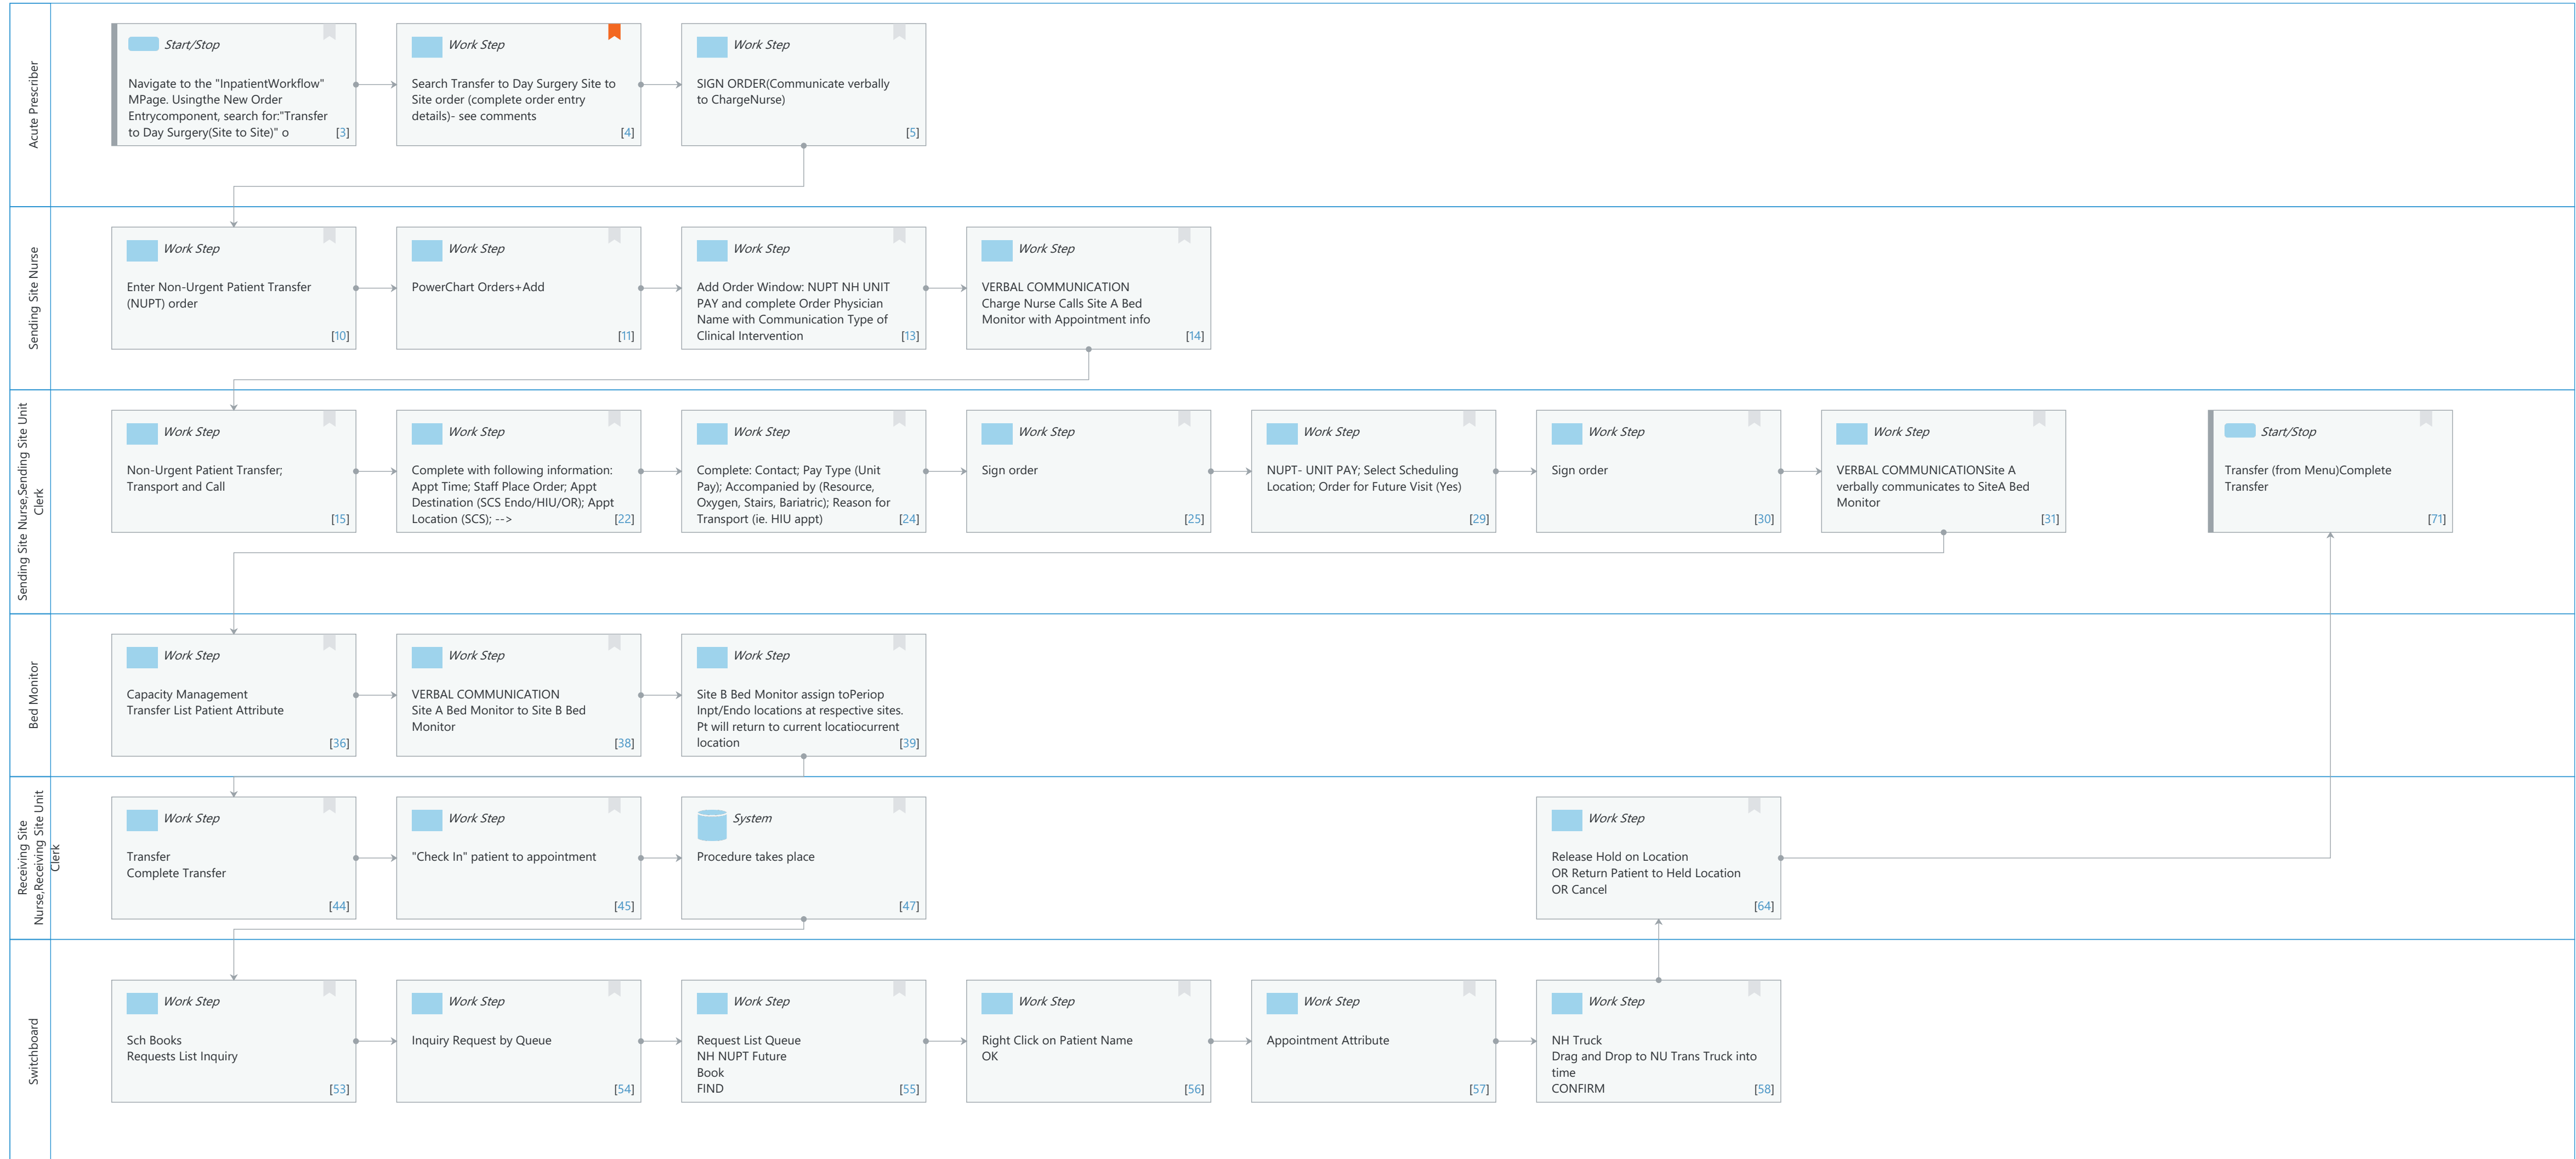 Acute Prescriber
Start/Stop
Navigate to the "InpatientWorkflow"
MPage. Usingthe New Order
Entrycomponent, search for:"Transfer
to Day Surgery(Site to Site)" o
[3]
Work Step
Search Transfer to Day Surgery Site to
Site order (complete order entry
details)- see comments
[4]
Work Step
SIGN ORDER(Communicate verbally
to ChargeNurse)
[5]
Sending Site Nurse
Work Step
Enter Non-Urgent Patient Transfer
(NUPT) order
[10]
Work Step
PowerChart Orders+Add
[11]
Work Step
Add Order Window: NUPT NH UNIT
PAY and complete Order Physician
Name with Communication Type of
Clinical Intervention
[13]
Work Step
VERBAL COMMUNICATION
Charge Nurse Calls Site A Bed
Monitor with Appointment info
[14]
Sending Site Nurse,Sending Site Unit
Clerk
Work Step
Non-Urgent Patient Transfer;
Transport and Call
[15]
Work Step
Complete with following information:
Appt Time; Staff Place Order; Appt
Destination (SCS Endo/HIU/OR); Appt
Location (SCS); -->
[22]
Work Step
Complete: Contact; Pay Type (Unit
Pay); Accompanied by (Resource,
Oxygen, Stairs, Bariatric); Reason for
Transport (ie. HIU appt)
[24]
Work Step
Sign order
[25]
Work Step
NUPT- UNIT PAY; Select Scheduling
Location; Order for Future Visit (Yes)
[29]
Work Step
Sign order
[30]
Work Step
VERBAL COMMUNICATIONSite A
verbally communicates to SiteA Bed
Monitor
[31]
Start/Stop
Transfer (from Menu)Complete
Transfer
[71]
Bed Monitor
Work Step
Capacity Management
Transfer List Patient Attribute
[36]
Work Step
VERBAL COMMUNICATION
Site A Bed Monitor to Site B Bed
Monitor
[38]
Work Step
Site B Bed Monitor assign toPeriop
Inpt/Endo locations at respective sites.
Pt will return to current locatiocurrent
location
[39]
Receiving Site
Nurse,Receiving Site Unit
Clerk
Work Step
Transfer
Complete Transfer
[44]
Work Step
"Check In" patient to appointment
[45]
System
Procedure takes place
[47]
Work Step
Release Hold on Location
OR Return Patient to Held Location
OR Cancel
[64]
Switchboard
Work Step
Sch Books
Requests List Inquiry
[53]
Work Step
Inquiry Request by Queue
[54]
Work Step
Request List Queue
NH NUPT Future
Book
FIND
[55]
Work Step
Right Click on Patient Name
OK
[56]
Work Step
Appointment Attribute
[57]
Work Step
NH Truck
Drag and Drop to NU Trans Truck into
time
CONFIRM
[58]